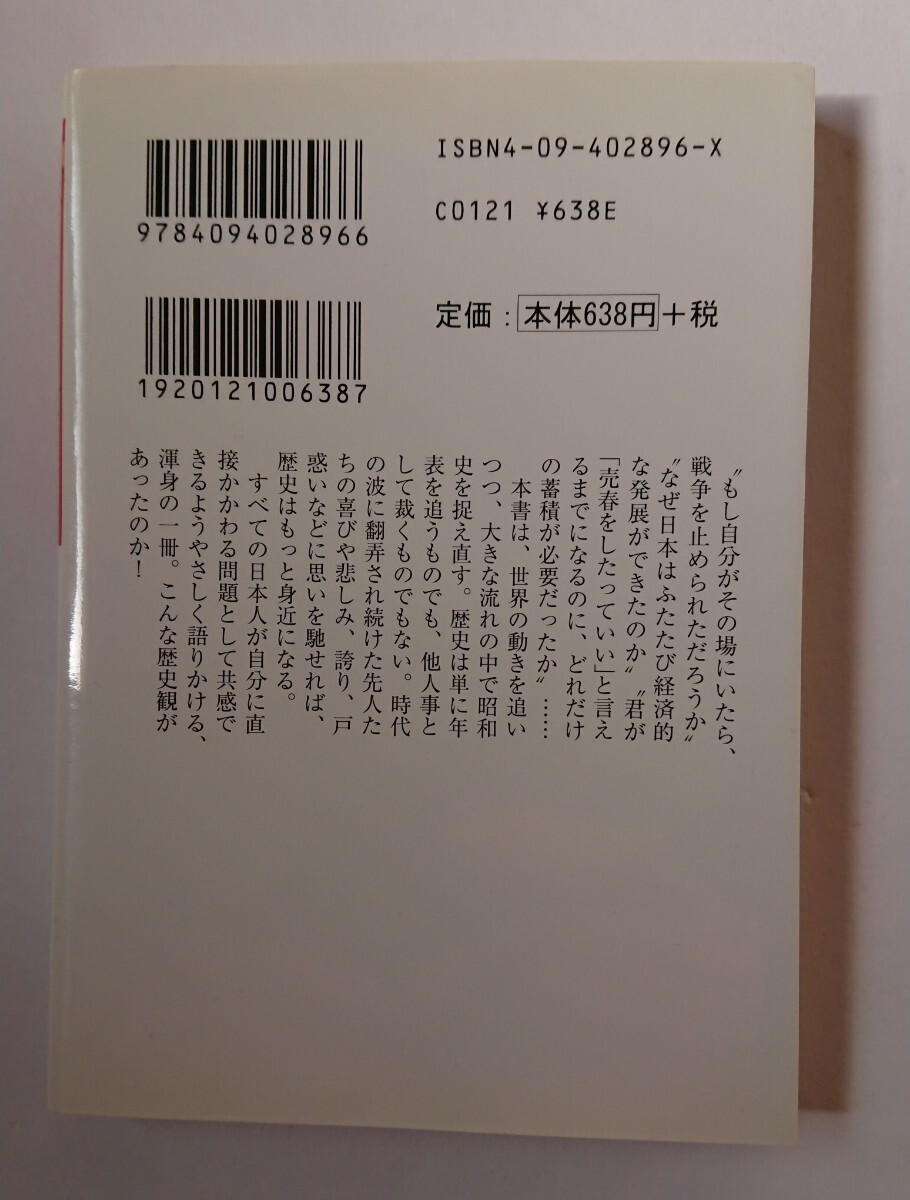 ISBN4-09-402896-X
C0121 ¥638E
9784094028966
定価：本体638円＋税
1920121006387
〝もし自分がその場にいたら、
戦争を止められただろうか〟
〝なぜ日本はふたたび経済的
な発展ができたのか〟〝君が
「売春をしたっていい」と言え
るまでになるのに、どれだけ
の蓄積が必要だったか〟……
本書は、世界の動きを追い
つつ、大きな流れの中で昭和
史を捉え直す。歴史は単に年
表を追うものでも、他人事と
して裁くものでもない。時代
の波に翻弄され続けた先人た
ちの喜びや悲しみ、誇り、戸
惑いなどに思いを馳せれば、
歴史はもっと身近になる。
すべての日本人が自分に直
接かかわる問題として共感で
きるようやさしく語りかける、
渾身の一冊。こんな歴史観が
あったのか！